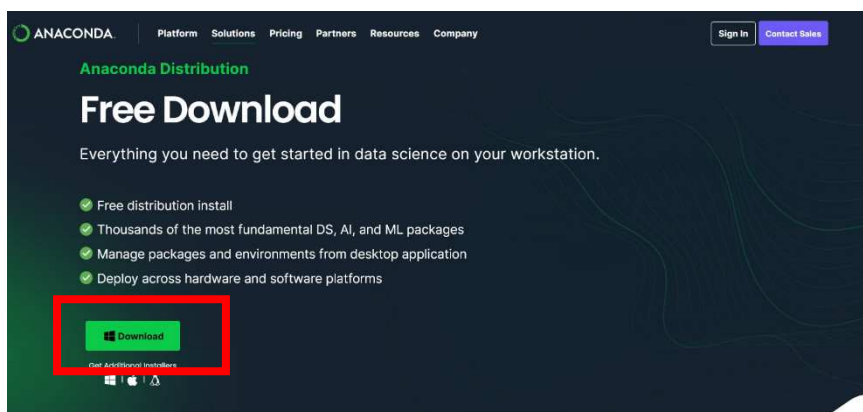 ANACONDA. Platform Solutions Pricing Partners Resources Company Sign In Contact Sales
Anaconda Distribution
Free Download
Everything you need to get started in data science on your workstation.
Free distribution install
Thousands of the most fundamental DS, AI, and ML packages
Manage packages and environments from desktop application
Deploy across hardware and software platforms
Download
Get Additional Installers